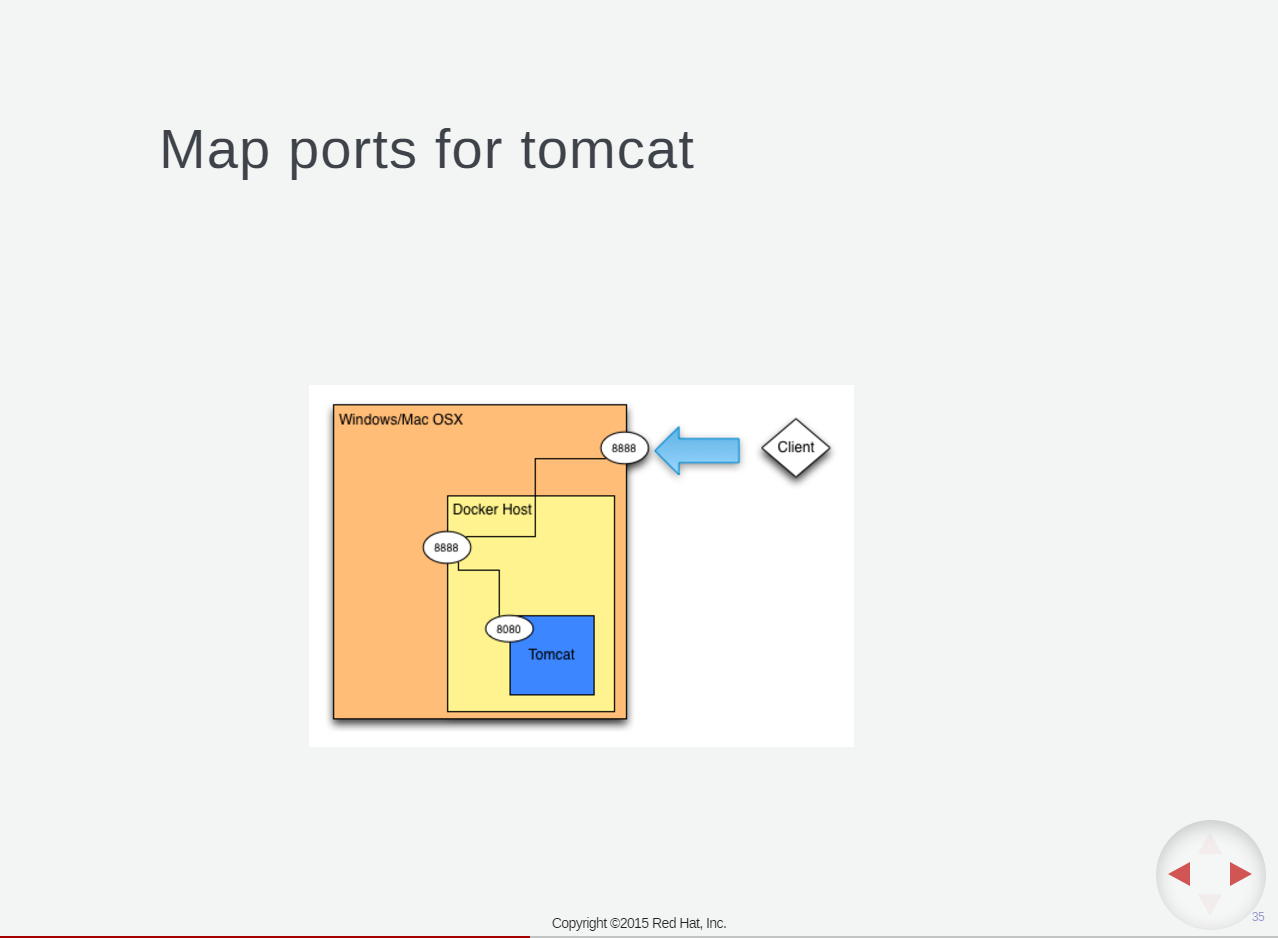 Map ports for tomcat
Windows/Mac OSX
8888
Client
Docker Host
8888
8080
Tomcat
35
Copyright ©2015 Red Hat, Inc.